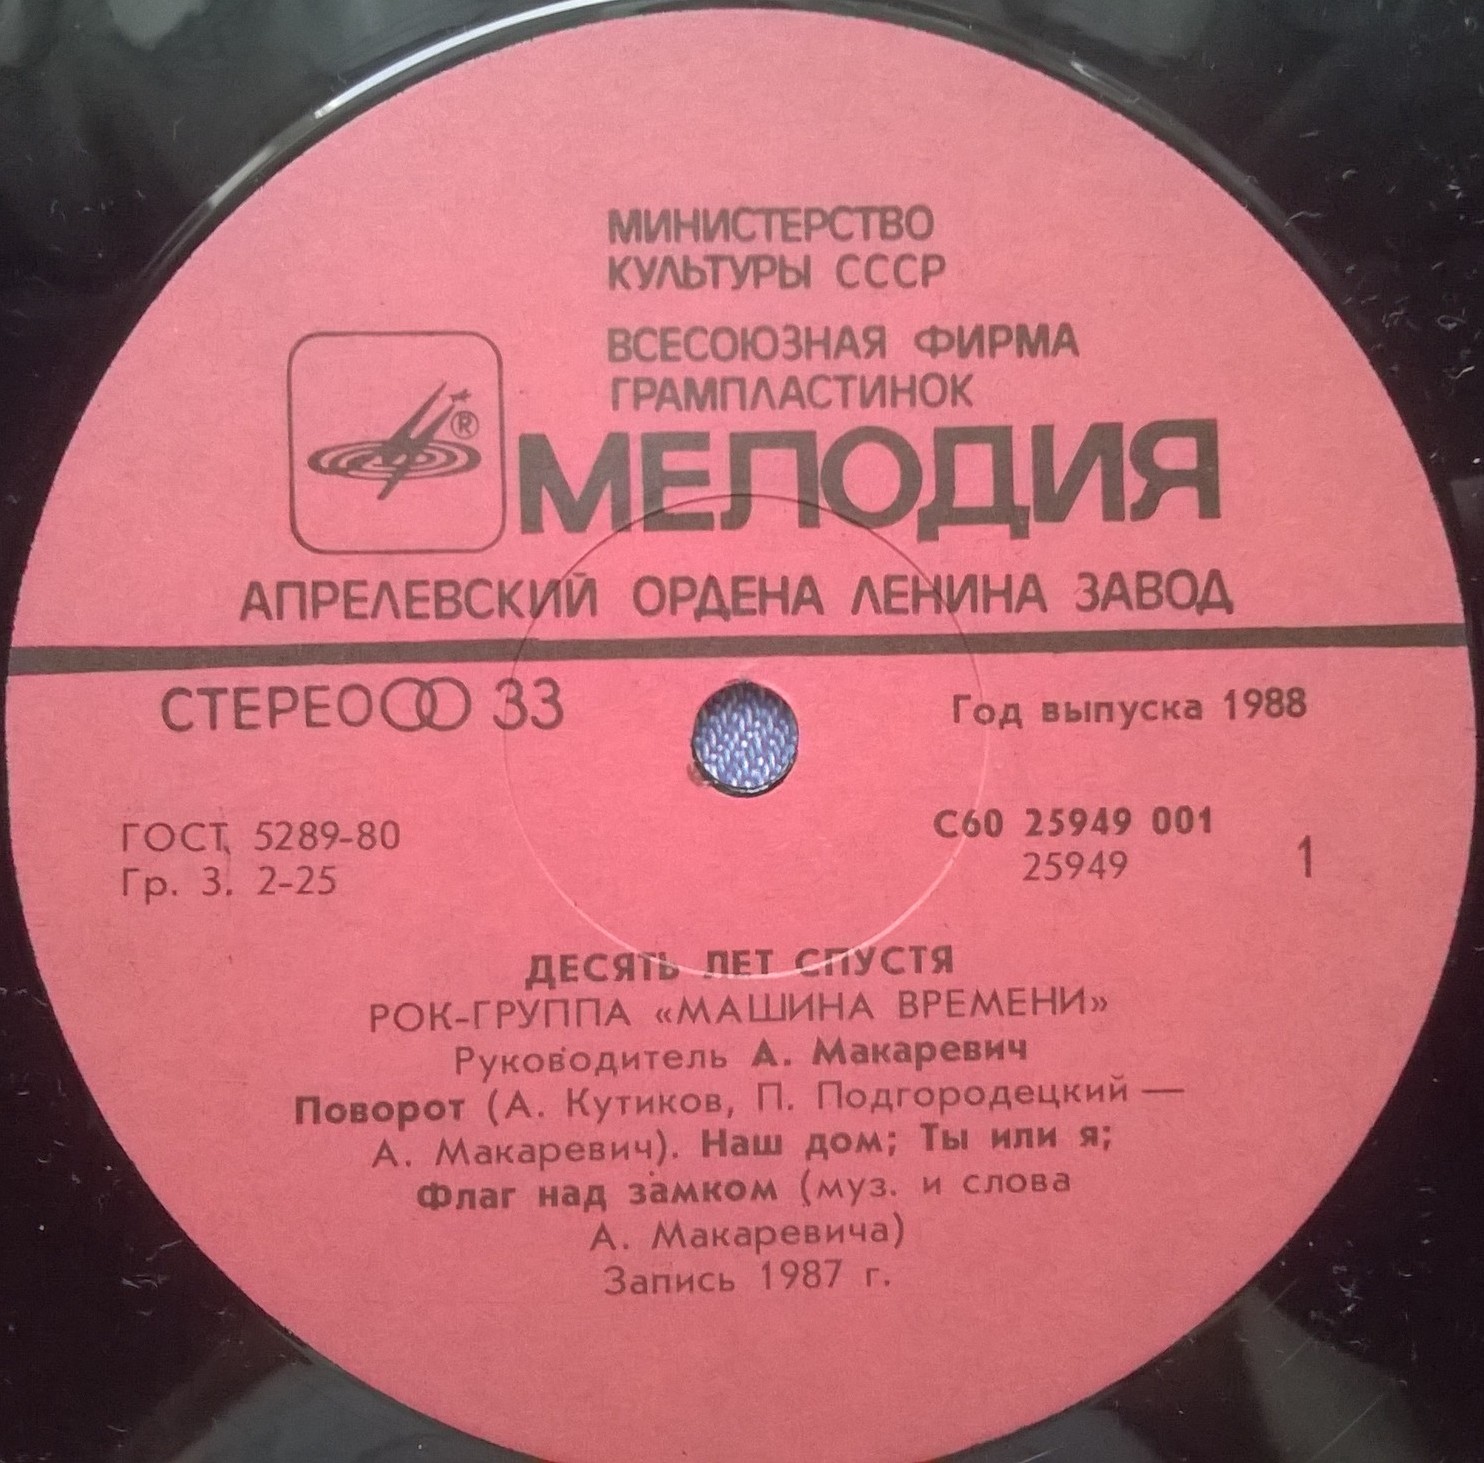 МИНИСТЕРСТВО
КУЛЬТУРЫ СССР
ВСЕСОЮЗНАЯ ФИРМА
ГРАМПЛАСТИНОК
®
МЕЛОДИЯ
АПРЕЛЕВСКИЙ ОРДЕНА ЛЕНИНА ЗАВОД
СТЕРЕО 33
Год выпуска 1988
ГОСТ 5289-80
Гр. 3. 2-25
С60 25949 001
25949
1
ДЕСЯТЬ ЛЕТ СПУСТЯ
РОК-ГРУППА «МАШИНА ВРЕМЕНИ»
Руководитель А. Макаревич
Поворот (А. Кутиков, П. Подгородецкий —
А. Макаревич). Наш дом; Ты или я;
Флаг над замком (муз. и слова
А. Макаревича)
Запись 1987 г.